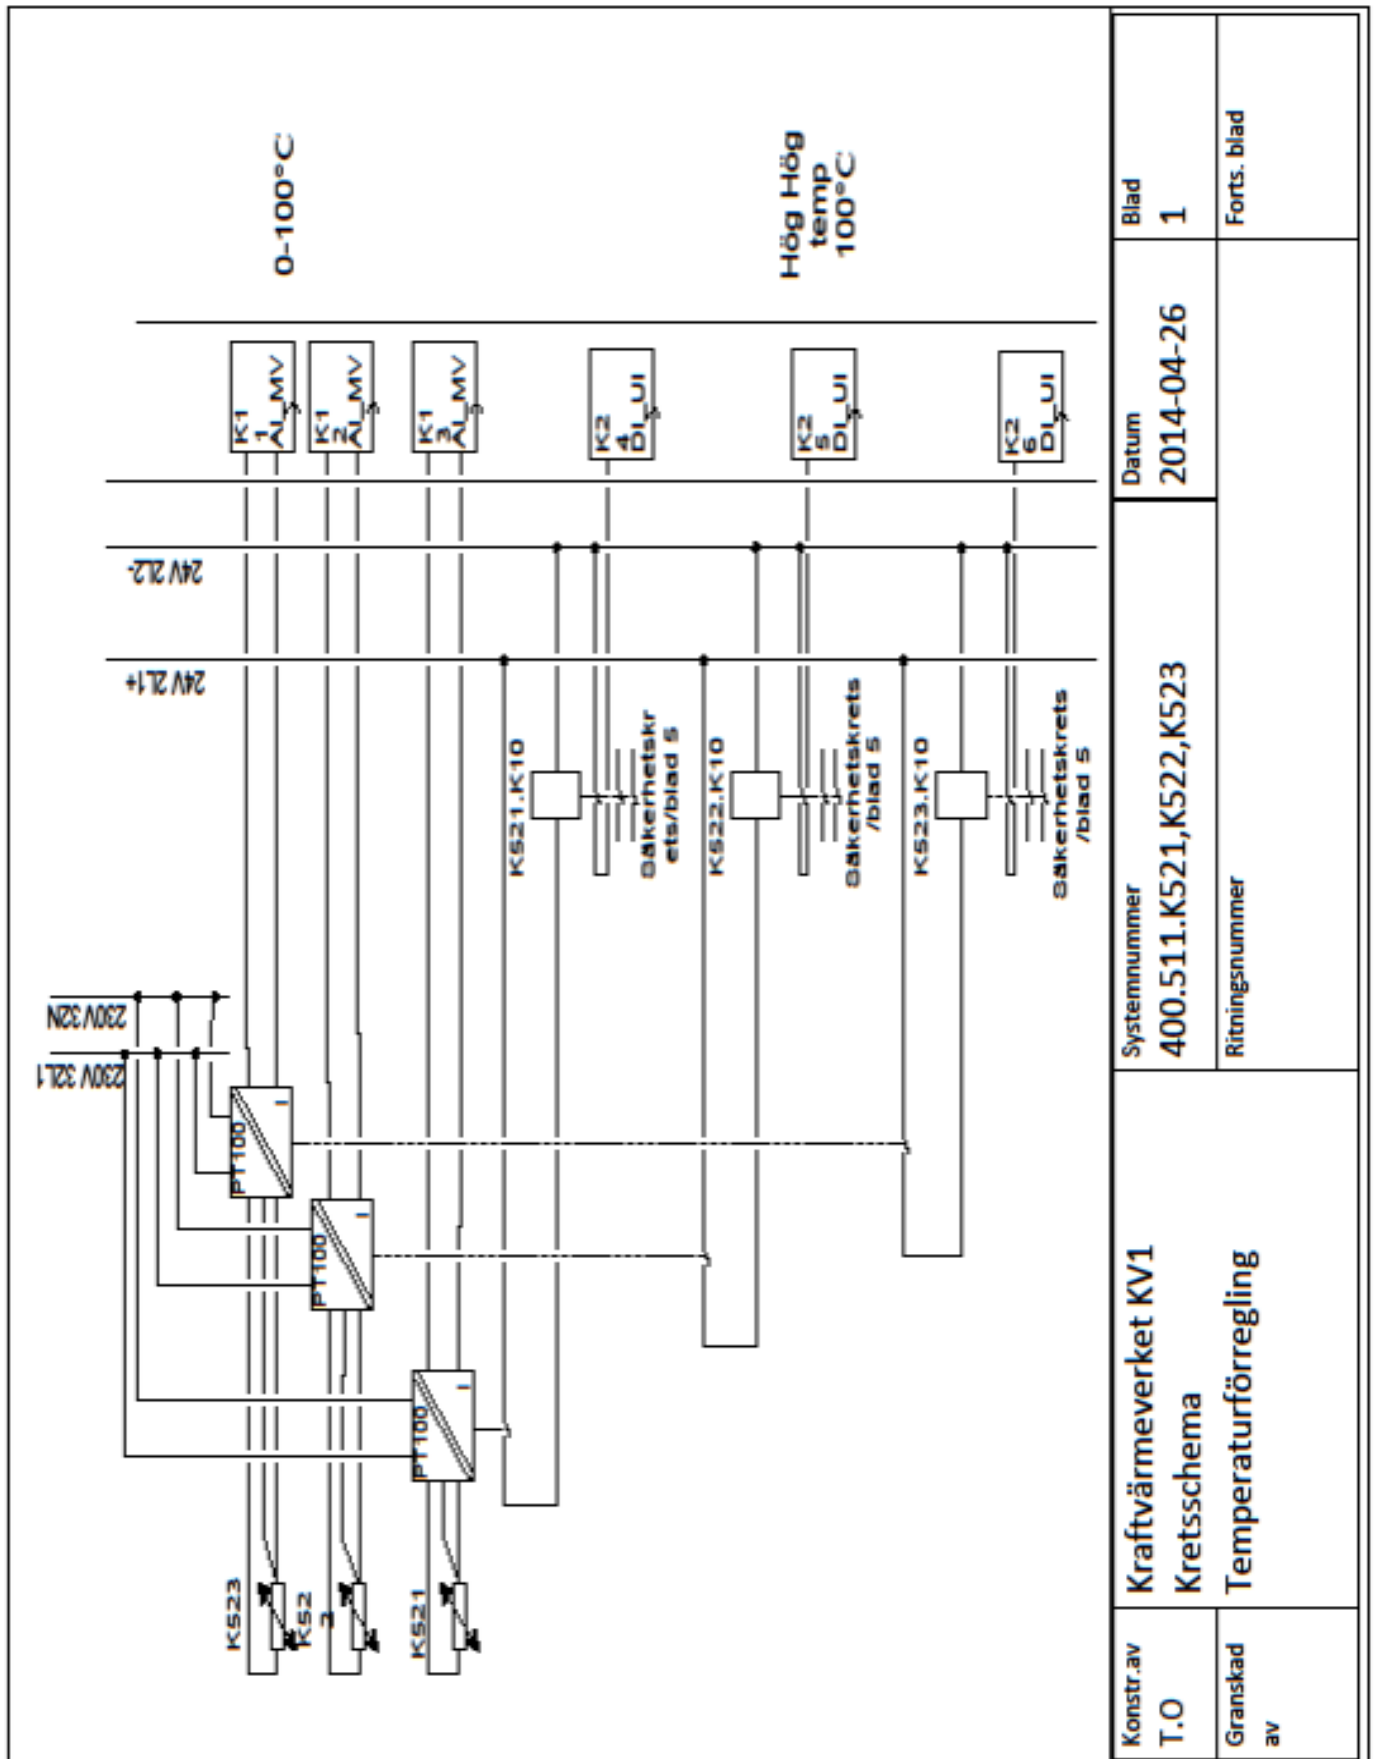 230V 32L1
230V 32N
24V 2L1+
24V 2L2-
K523
K52
2
K521
PT100
I
PT100
I
PT100
I
K1
1
AI_MV
K1
2
AI_MV
K1
3
AI_MV
0-100°C
K521.K10
Säkerhetskr
ets/blad 5
K2
4
DI_UI
K522.K10
Säkerhetskrets
/blad 5
K2
5
DI_UI
Hög Hög
temp
100°C
K523.K10
Säkerhetskrets
/blad 5
K2
6
DI_UI
Konstr.av
T.O
Granskad
av
Kraftvärmeverket KV1
Kretsschema
Temperaturförregling
Systemnummer
400.511.K521,K522,K523
Ritningsnummer
Datum
2014-04-26
Blad
1
Forts. blad